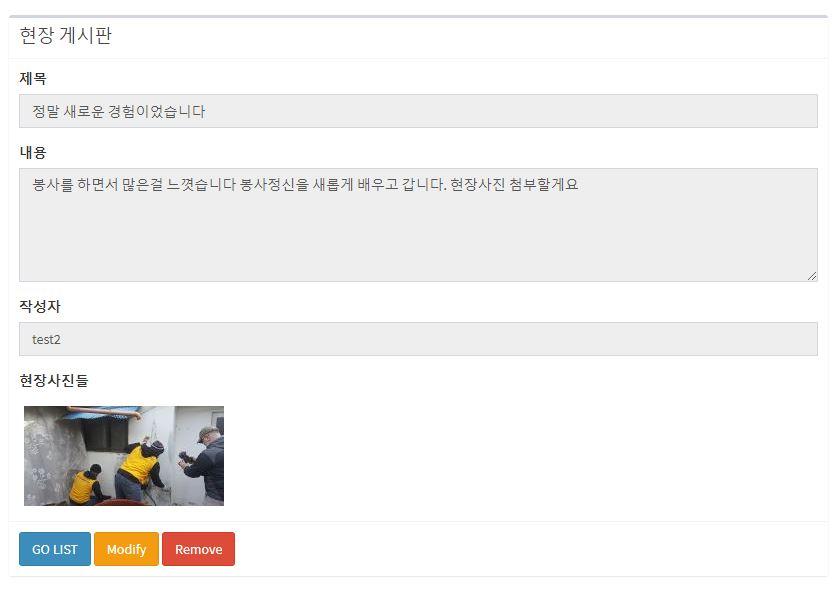 현장 게시판
제목
정말 새로운 경험이었습니다
내용
봉사를 하면서 많은걸 느꼇습니다 봉사정신을 새롭게 배우고 갑니다. 현장사진 첨부할게요
작성자
test2
현장사진들
GO LIST Modify Remove